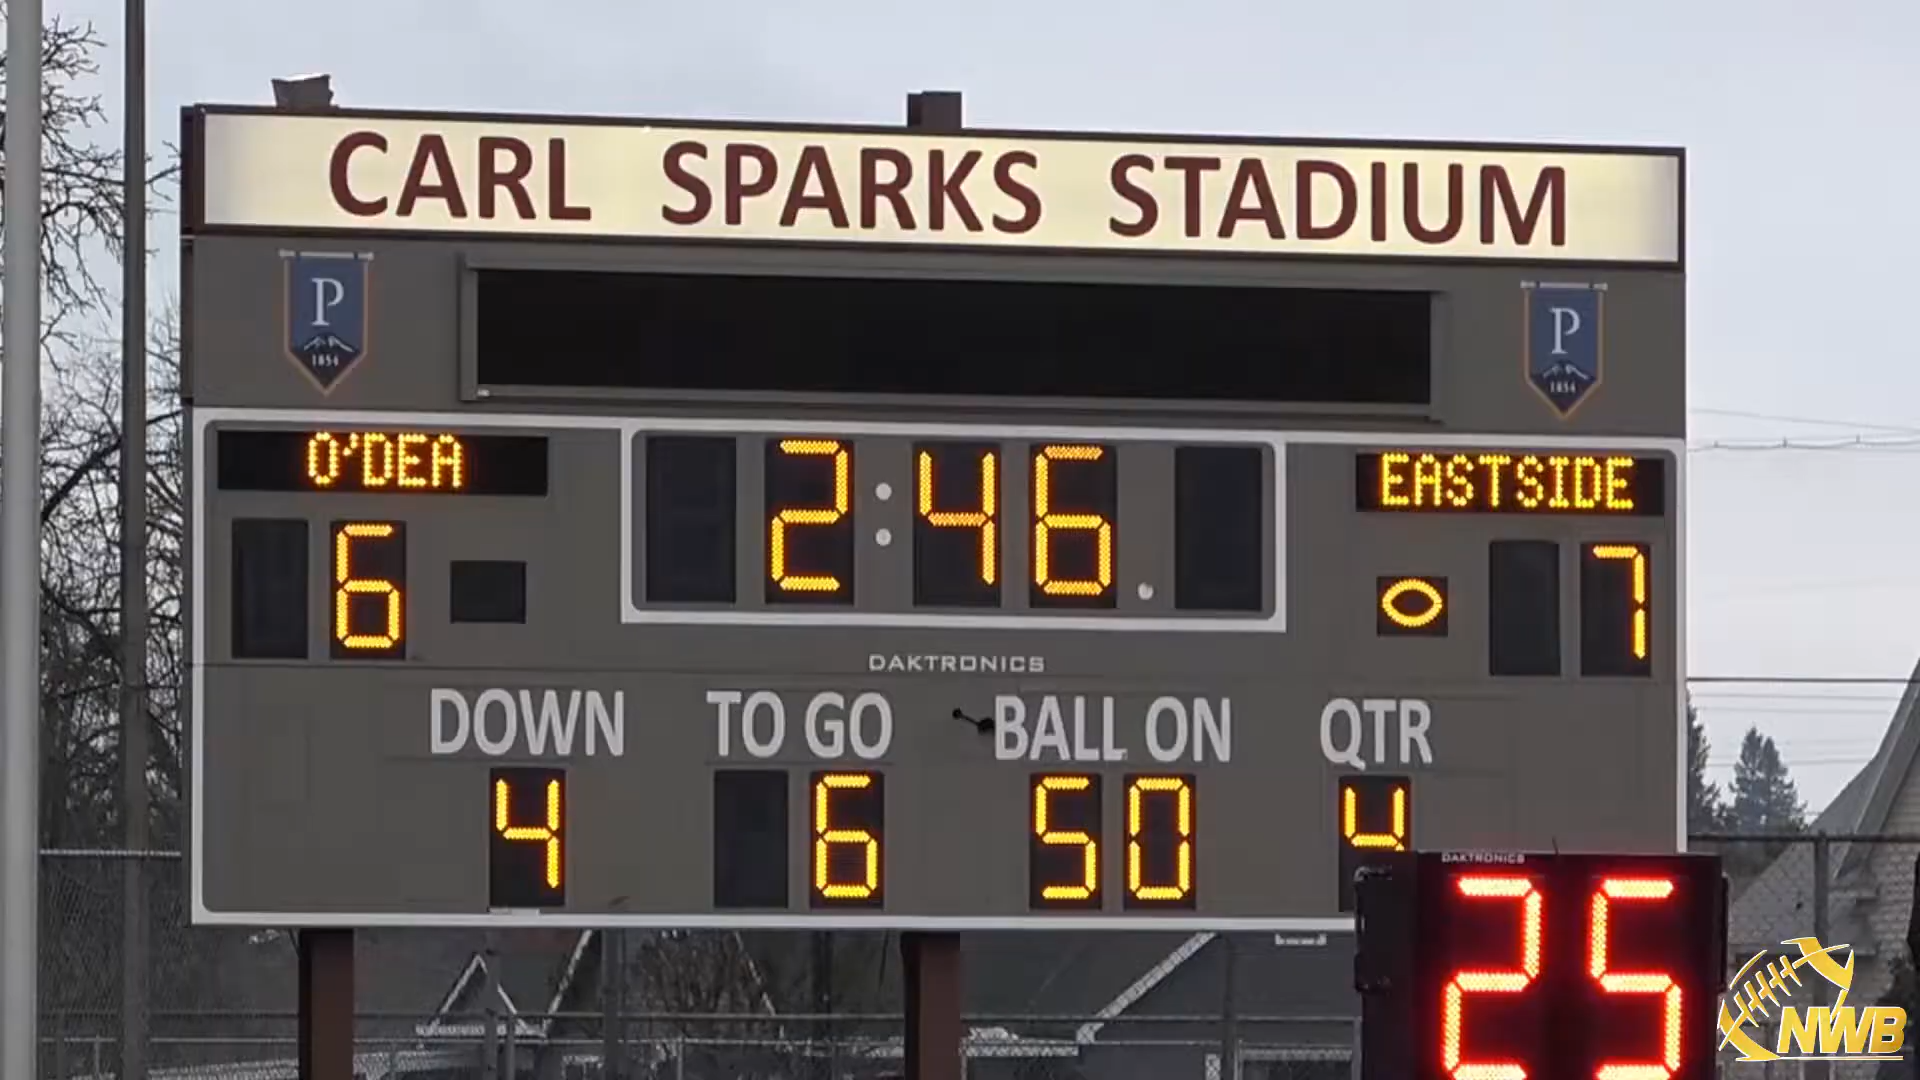 CARL SPARKS STADIUM
P
1854
P
1854
O'DEA
2:46
EASTSIDE
6
7
DAKTRONICS
DOWN TO GO BALL ON QTR
4 6 50 4
DAKTRONICS
25
NWB